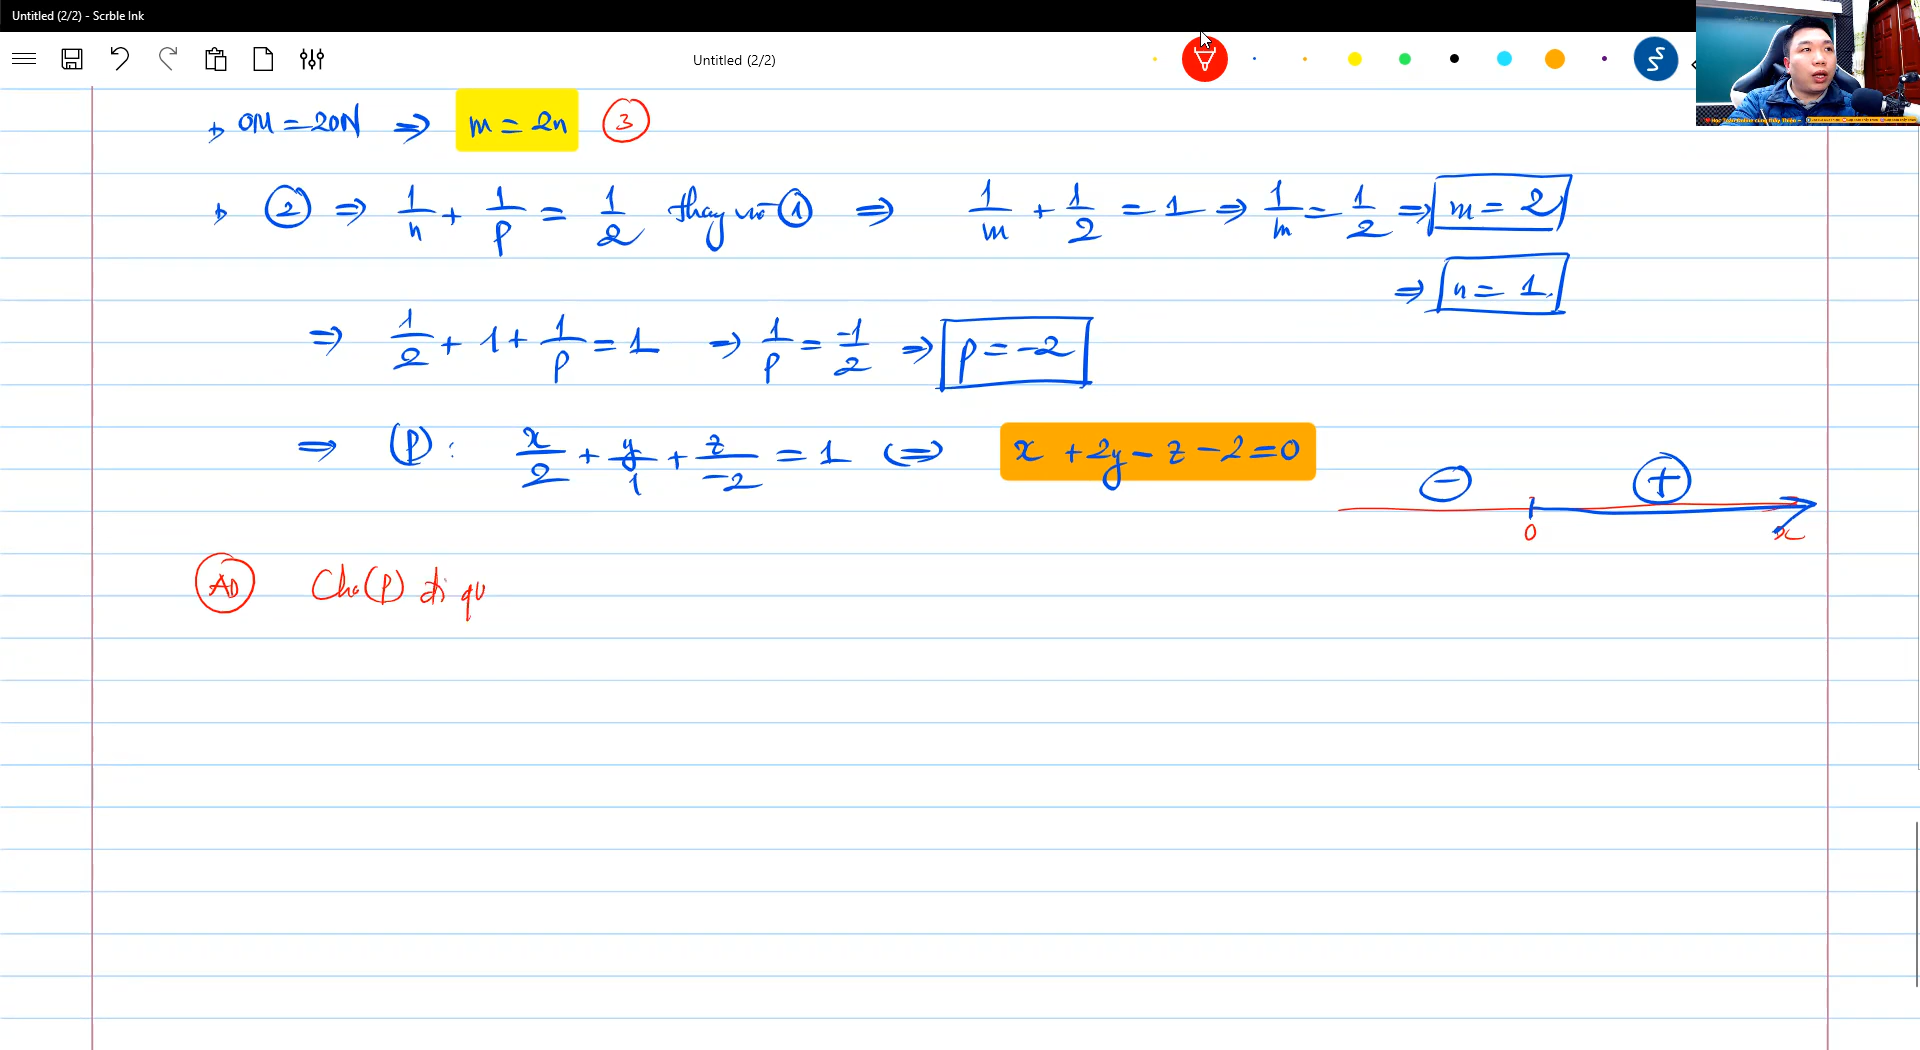 Untitled (2/2) - Scrble Ink
Untitled (2/2)
OM = 2ON ⇒ m = 2n ③
② ⇒ 1/n + 1/p = 1/2 thay vào ① ⇒ 1/m + 1/2 = 1 ⇒ 1/m = 1/2 ⇒ m = 2
⇒ n = 1
⇒ 1/2 + 1 + 1/p = 1 ⇒ 1/p = -1/2 ⇒ p = -2
⇒ (P): x/2 + y/1 + z/-2 = 1 ⇔ x + 2y - z - 2 = 0
- +
0 x
AD Cho (P) đi qu